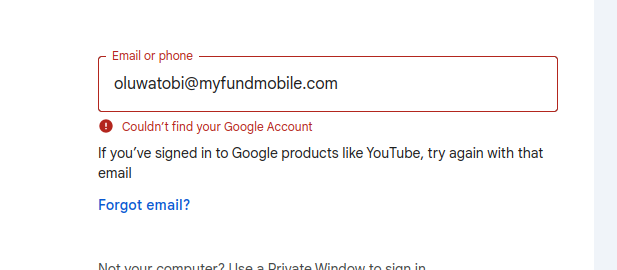 Email or phone
oluwatobi@myfundmobile.com
Couldn't find your Google Account
If you've signed in to Google products like YouTube, try again with that
email
Forgot email?
Not your computer? Use a Private Window to sign in